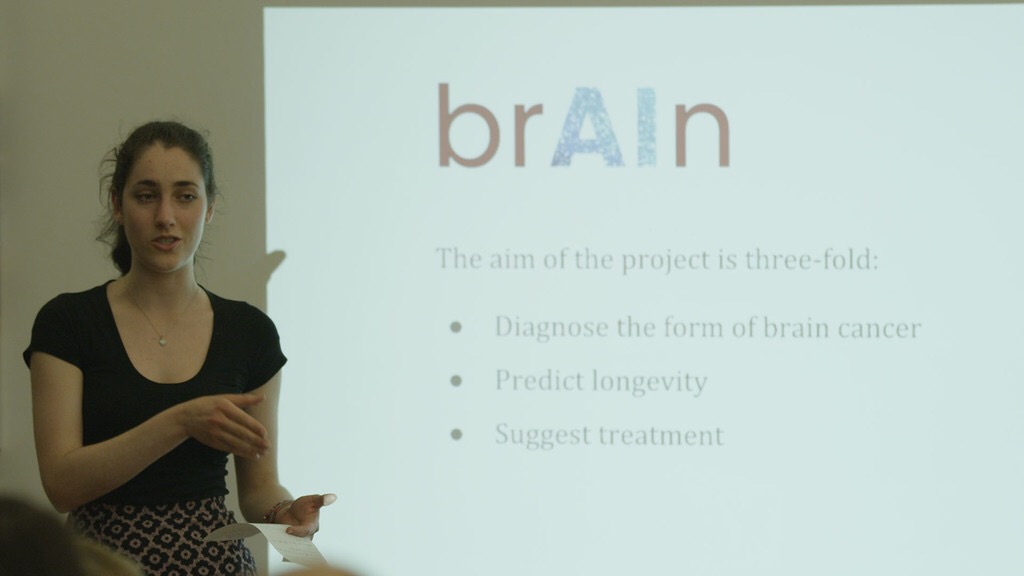 brAIn
The aim of the project is three-fold:
● Diagnose the form of brain cancer
● Predict longevity
● Suggest treatment